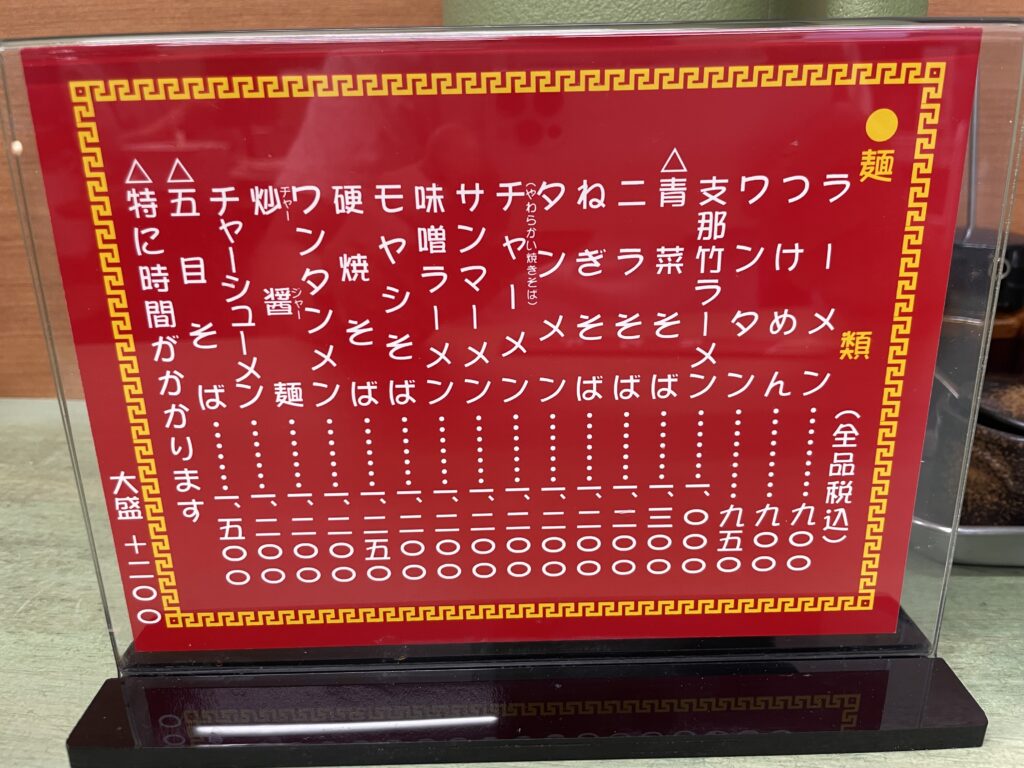 ●麺類
(全品税込)
ラーメン………九〇〇
つけめん………九〇〇
ワンタン………九五〇
支那竹ラーメン………一、〇〇〇
△青菜そば………一、三〇〇
ニラそば………一、二〇〇
ねぎそば………一、二〇〇
タンメン………一、二〇〇
チャーメン(やわらかい焼きそば)………一、二〇〇
サンマーメン………一、二〇〇
味噌ラーメン………一、二〇〇
モヤシそば………一、二〇〇
硬焼そば………一、二五〇
ワンタンメン………一、二〇〇
炒チャー醤ジャー麺………一、二〇〇
チャーシューメン………一、二〇〇
△五目そば………一、五〇〇
△特に時間がかかります
大盛 +二〇〇